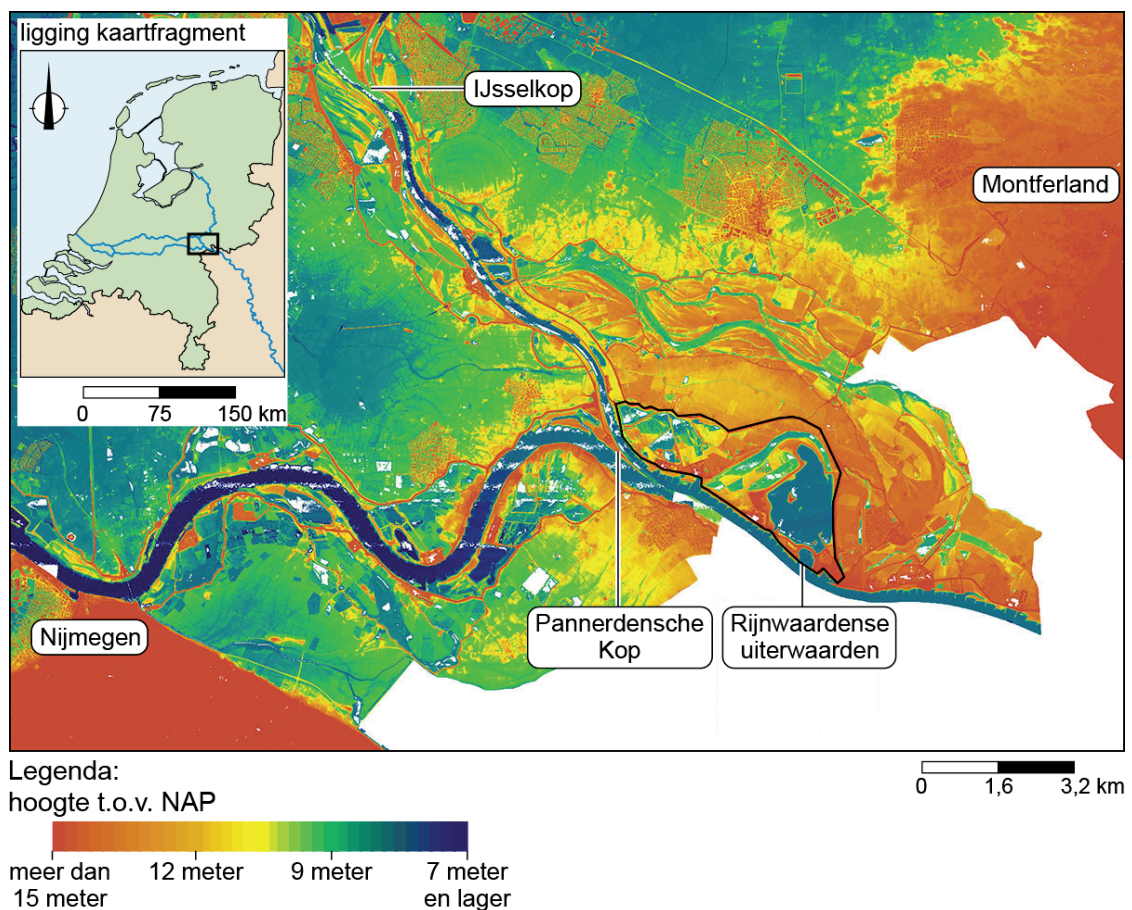 ligging kaartfragment
0 75 150 km
IJsselkop
Montferland
Nijmegen
Pannerdensche
Kop
Rijnwaardense
uiterwaarden
Legenda:
hoogte t.o.v. NAP
meer dan
15 meter
12 meter
9 meter
7 meter
en lager
0 1,6 3,2 km